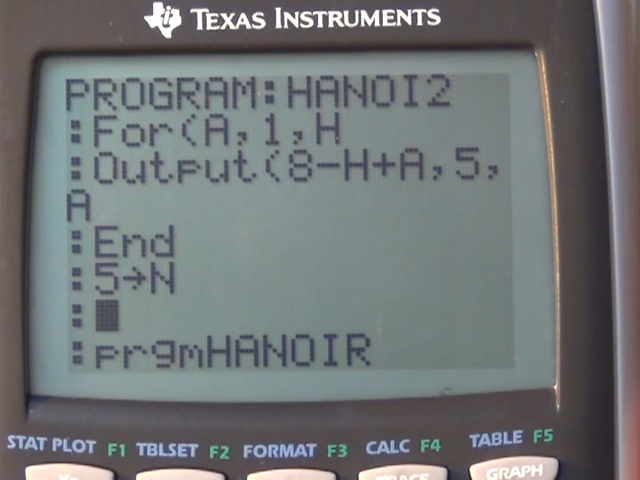 TEXAS INSTRUMENTS
PROGRAM:HANOI2
:For(A,1,H
:Output(8-H+A,5,
A
:End
:5→N
:
:prgmHANOIR
STAT PLOT F1 TBLSET F2 FORMAT F3 CALC F4 TABLE F5
TRACE GRAPH